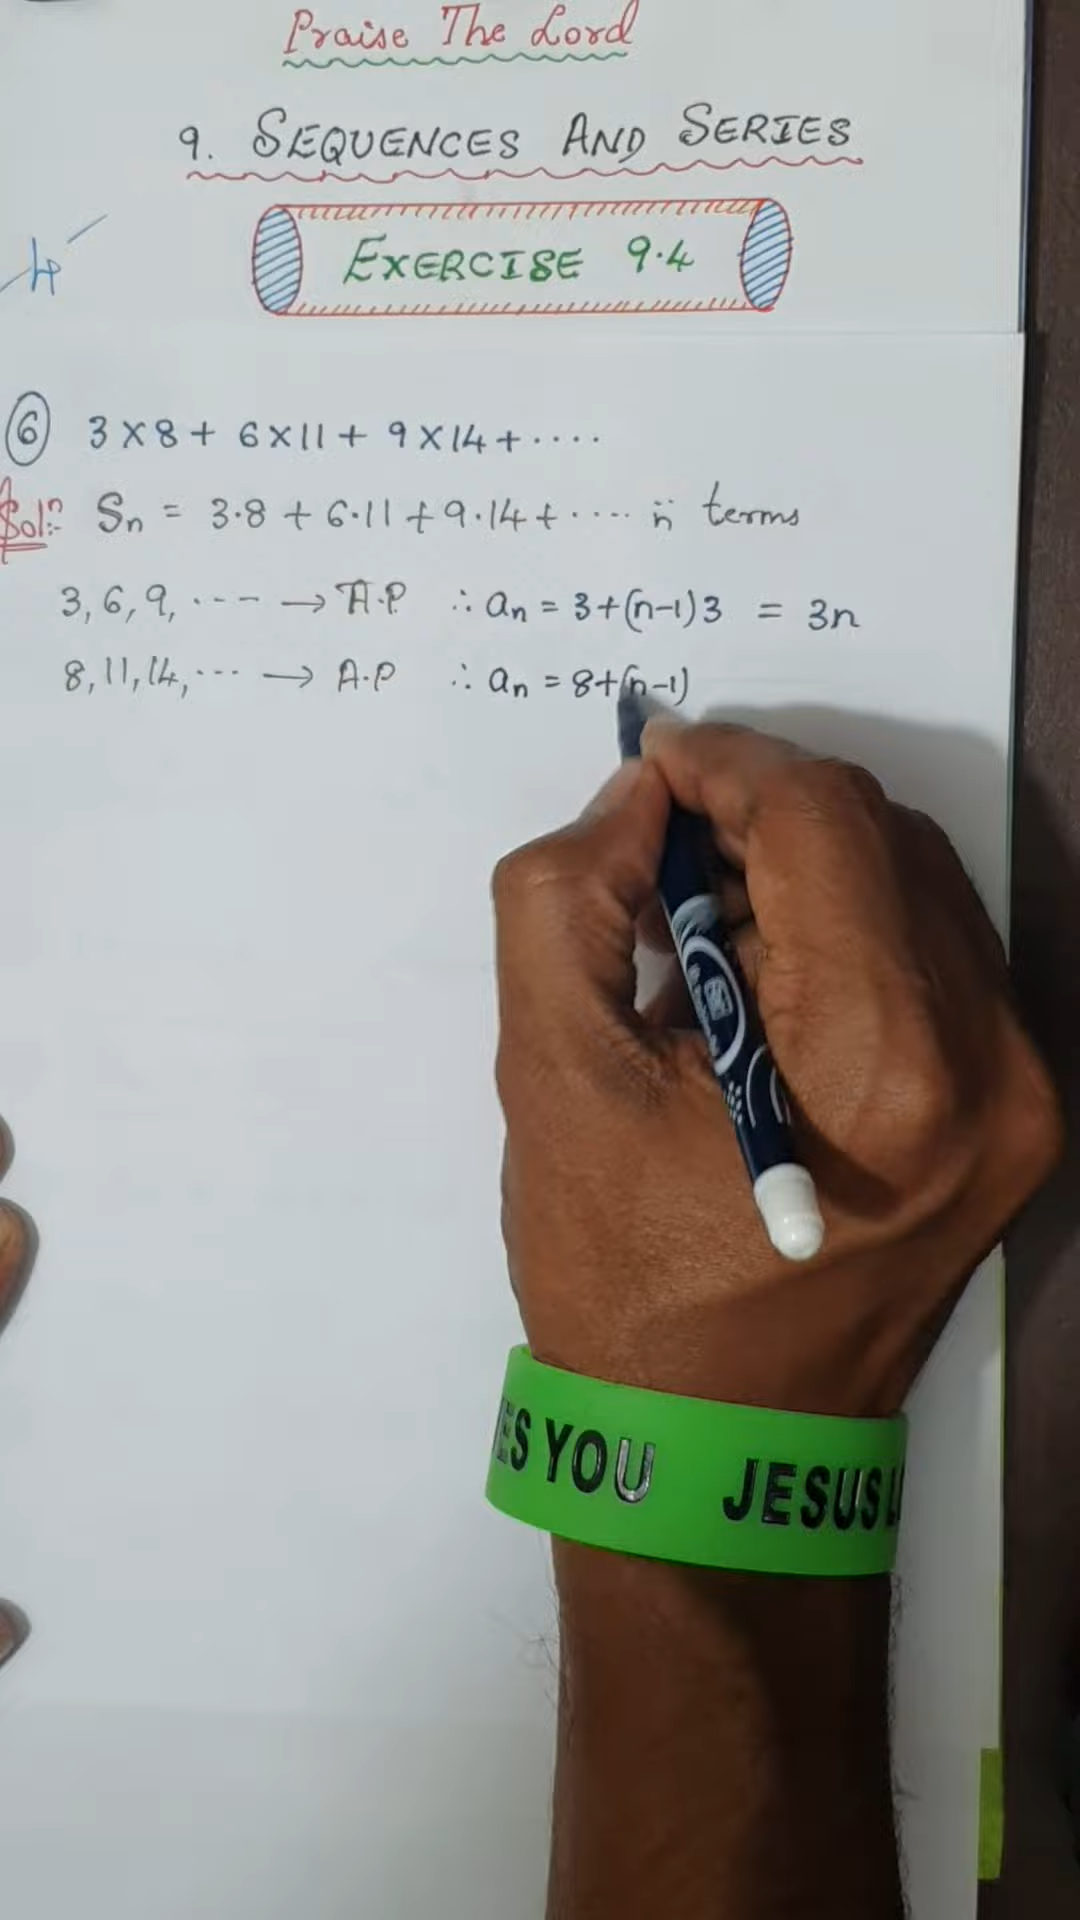 Praise The Lord
9. SEQUENCES AND SERIES
EXERCISE 9.4
6 3 × 8 + 6 × 11 + 9 × 14 + ....
Sol:- Sn = 3.8 + 6.11 + 9.14 + .... n terms
3, 6, 9, ---- → A.P ∴ an = 3+(n-1)3 = 3n
8, 11, 14, ... → A.P ∴ an = 8+(n-1)
ES YOU JESUS L